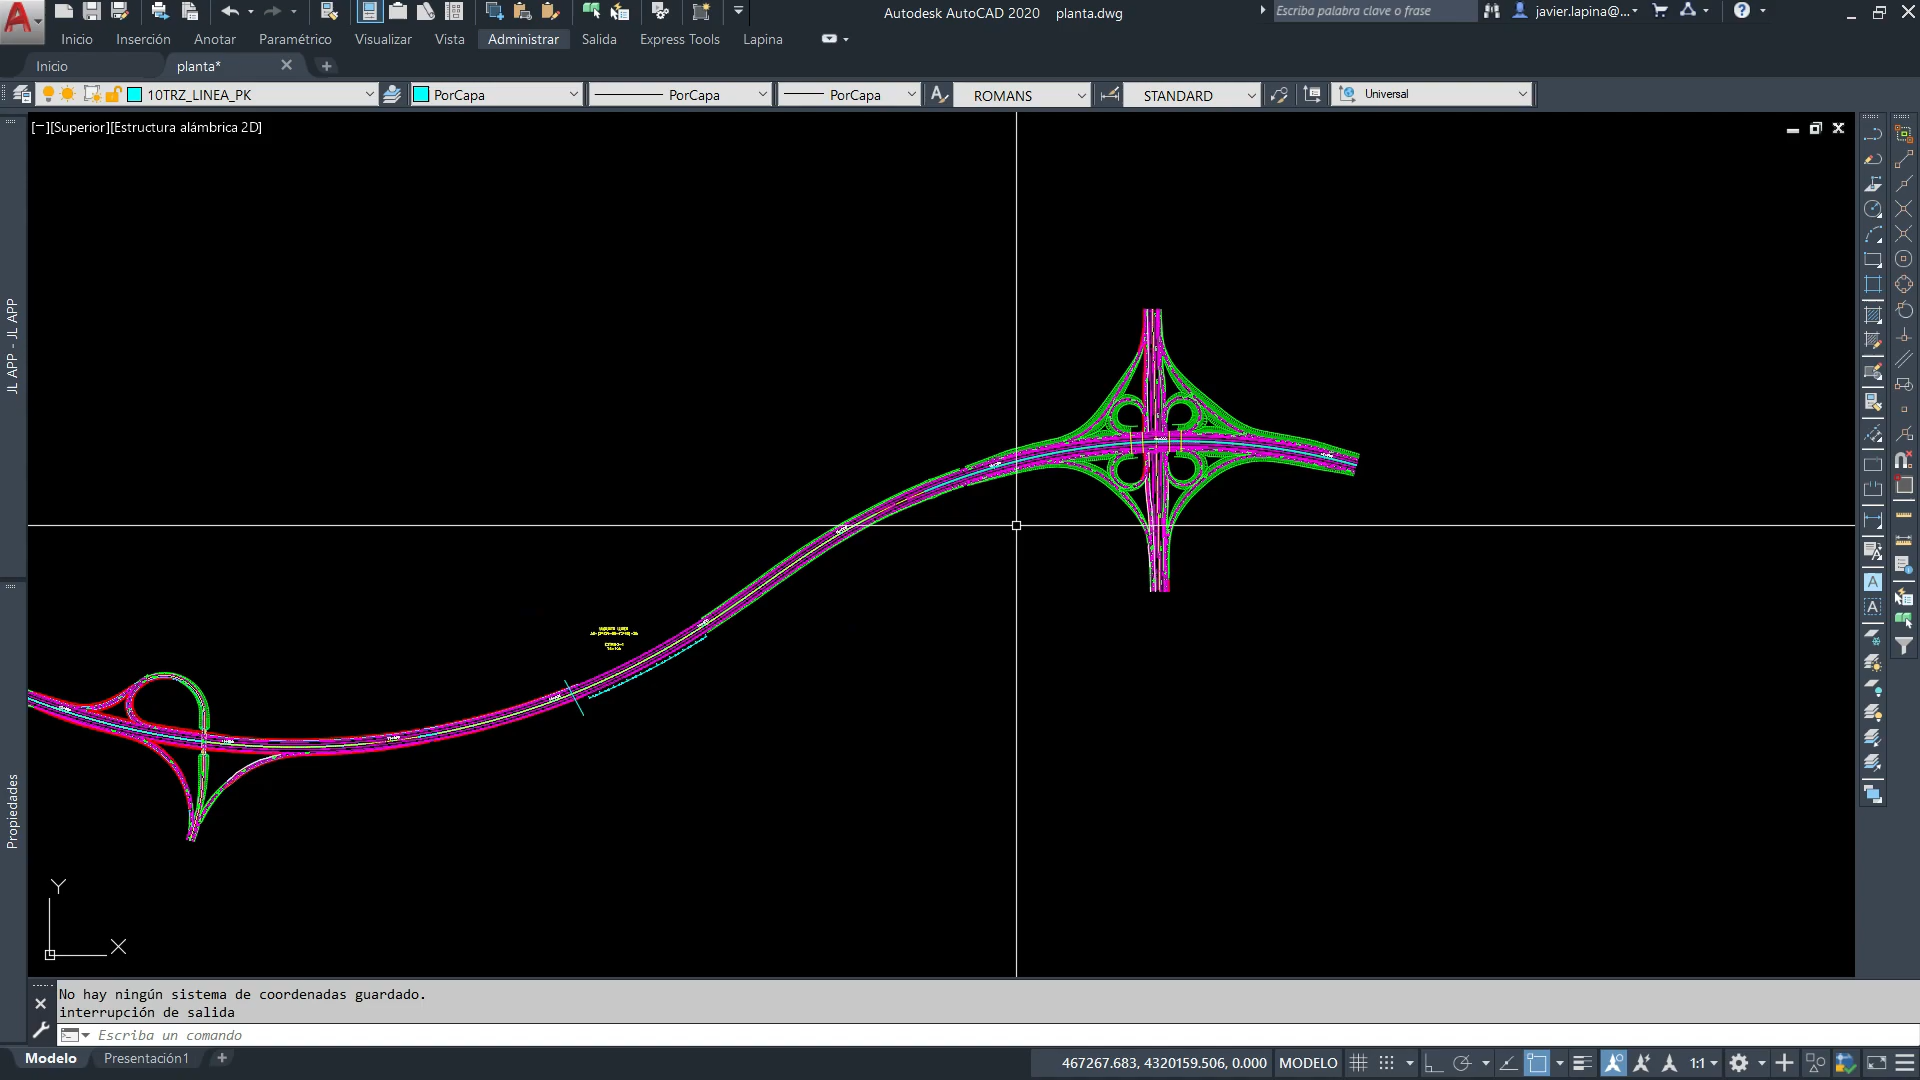 Autodesk AutoCAD 2020 planta.dwg
Escriba palabra clave o frase
javier.lapina@...
Inicio Inserción Anotar Paramétrico Visualizar Vista Administrar Salida Express Tools Lapina
Inicio planta*
10TRZ_LINEA_PK PorCapa PorCapa PorCapa ROMANS STANDARD Universal
[−][Superior][Estructura alámbrica 2D]
JL APP - JL APP
Propiedades
Y
X
No hay ningún sistema de coordenadas guardado.
interrupción de salida
Escriba un comando
Modelo Presentación1
467267.683, 4320159.506, 0.000 MODELO 1:1